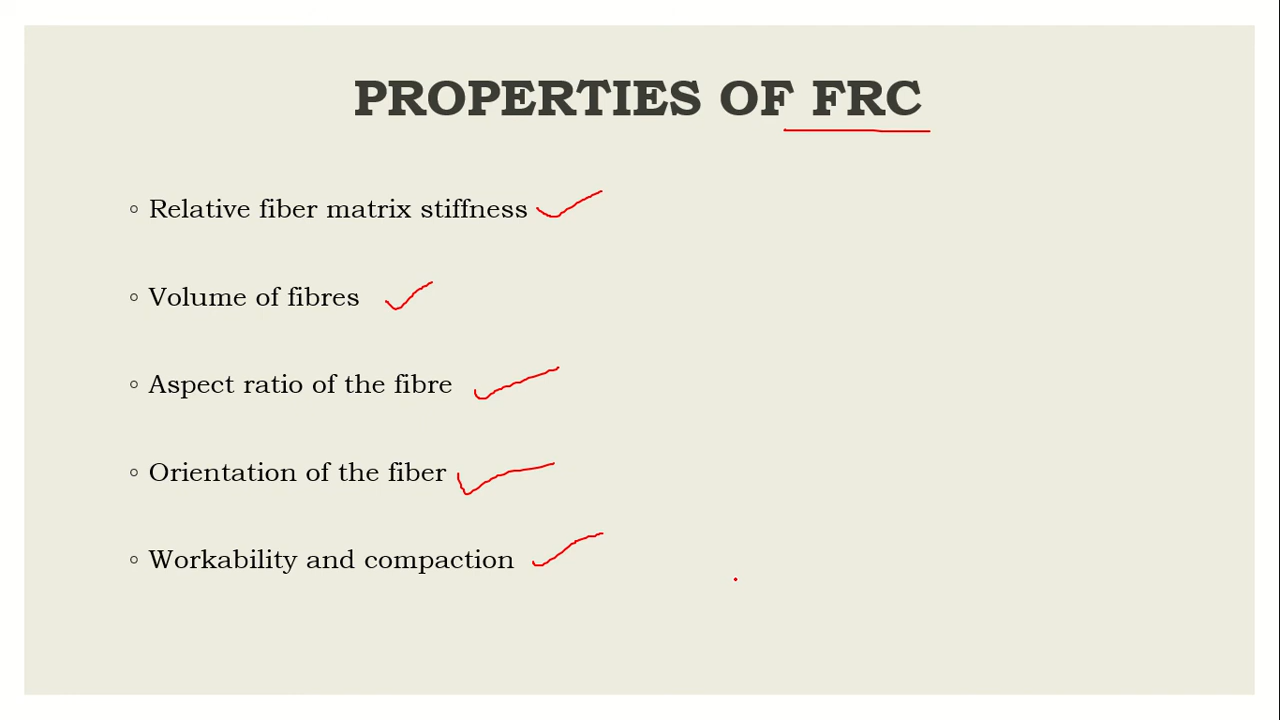 PROPERTIES OF FRC
◦ Relative fiber matrix stiffness
◦ Volume of fibres
◦ Aspect ratio of the fibre
◦ Orientation of the fiber
◦ Workability and compaction